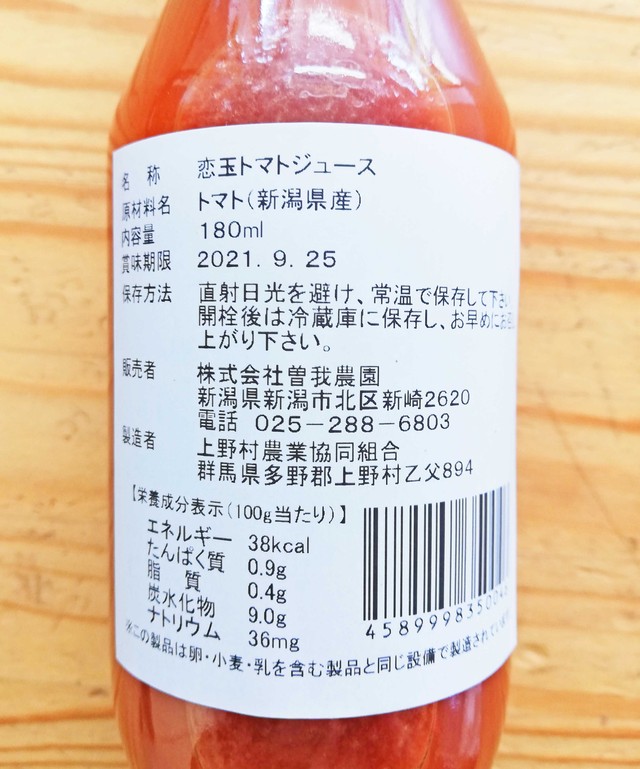 名称 恋玉トマトジュース
原材料名 トマト(新潟県産)
内容量 180ml
賞味期限 2021. 9. 25
保存方法 直射日光を避け、常温で保存して下さい
開栓後は冷蔵庫に保存し、お早めにお
上がり下さい。
販売者 株式会社曽我農園
新潟県新潟市北区新崎2620
電話 025-288-6803
製造者 上野村農業協同組合
群馬県多野郡上野村乙父894
【栄養成分表示(100g当たり)】
エネルギー 38kcal
たんぱく質 0.9g
脂質 0.4g
炭水化物 9.0g
ナトリウム 36mg
458999835004
※この製品は卵・小麦・乳を含む製品と同じ設備で製造されてい